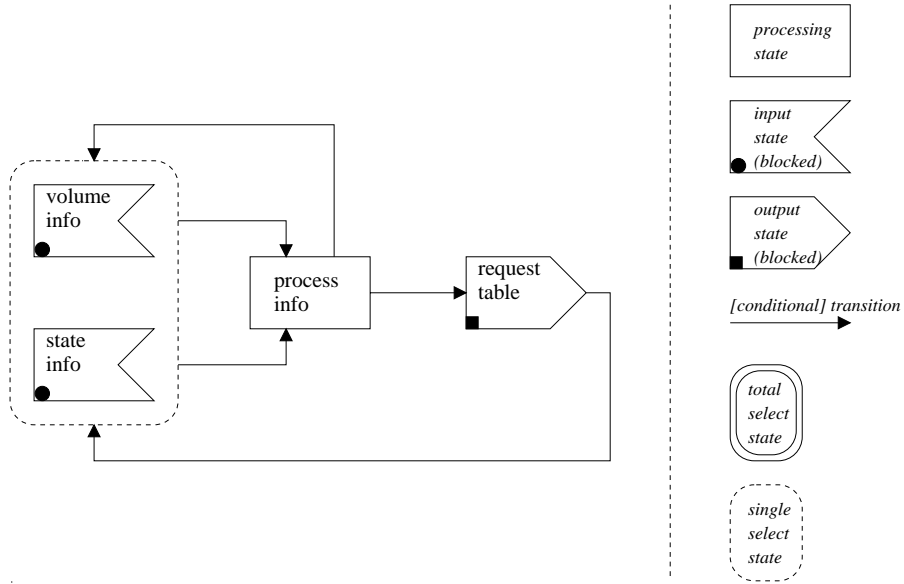 volume
info
state
info
process
info
request
table
processing
state
input
state
(blocked)
output
state
(blocked)
[conditional] transition
total
select
state
single
select
state